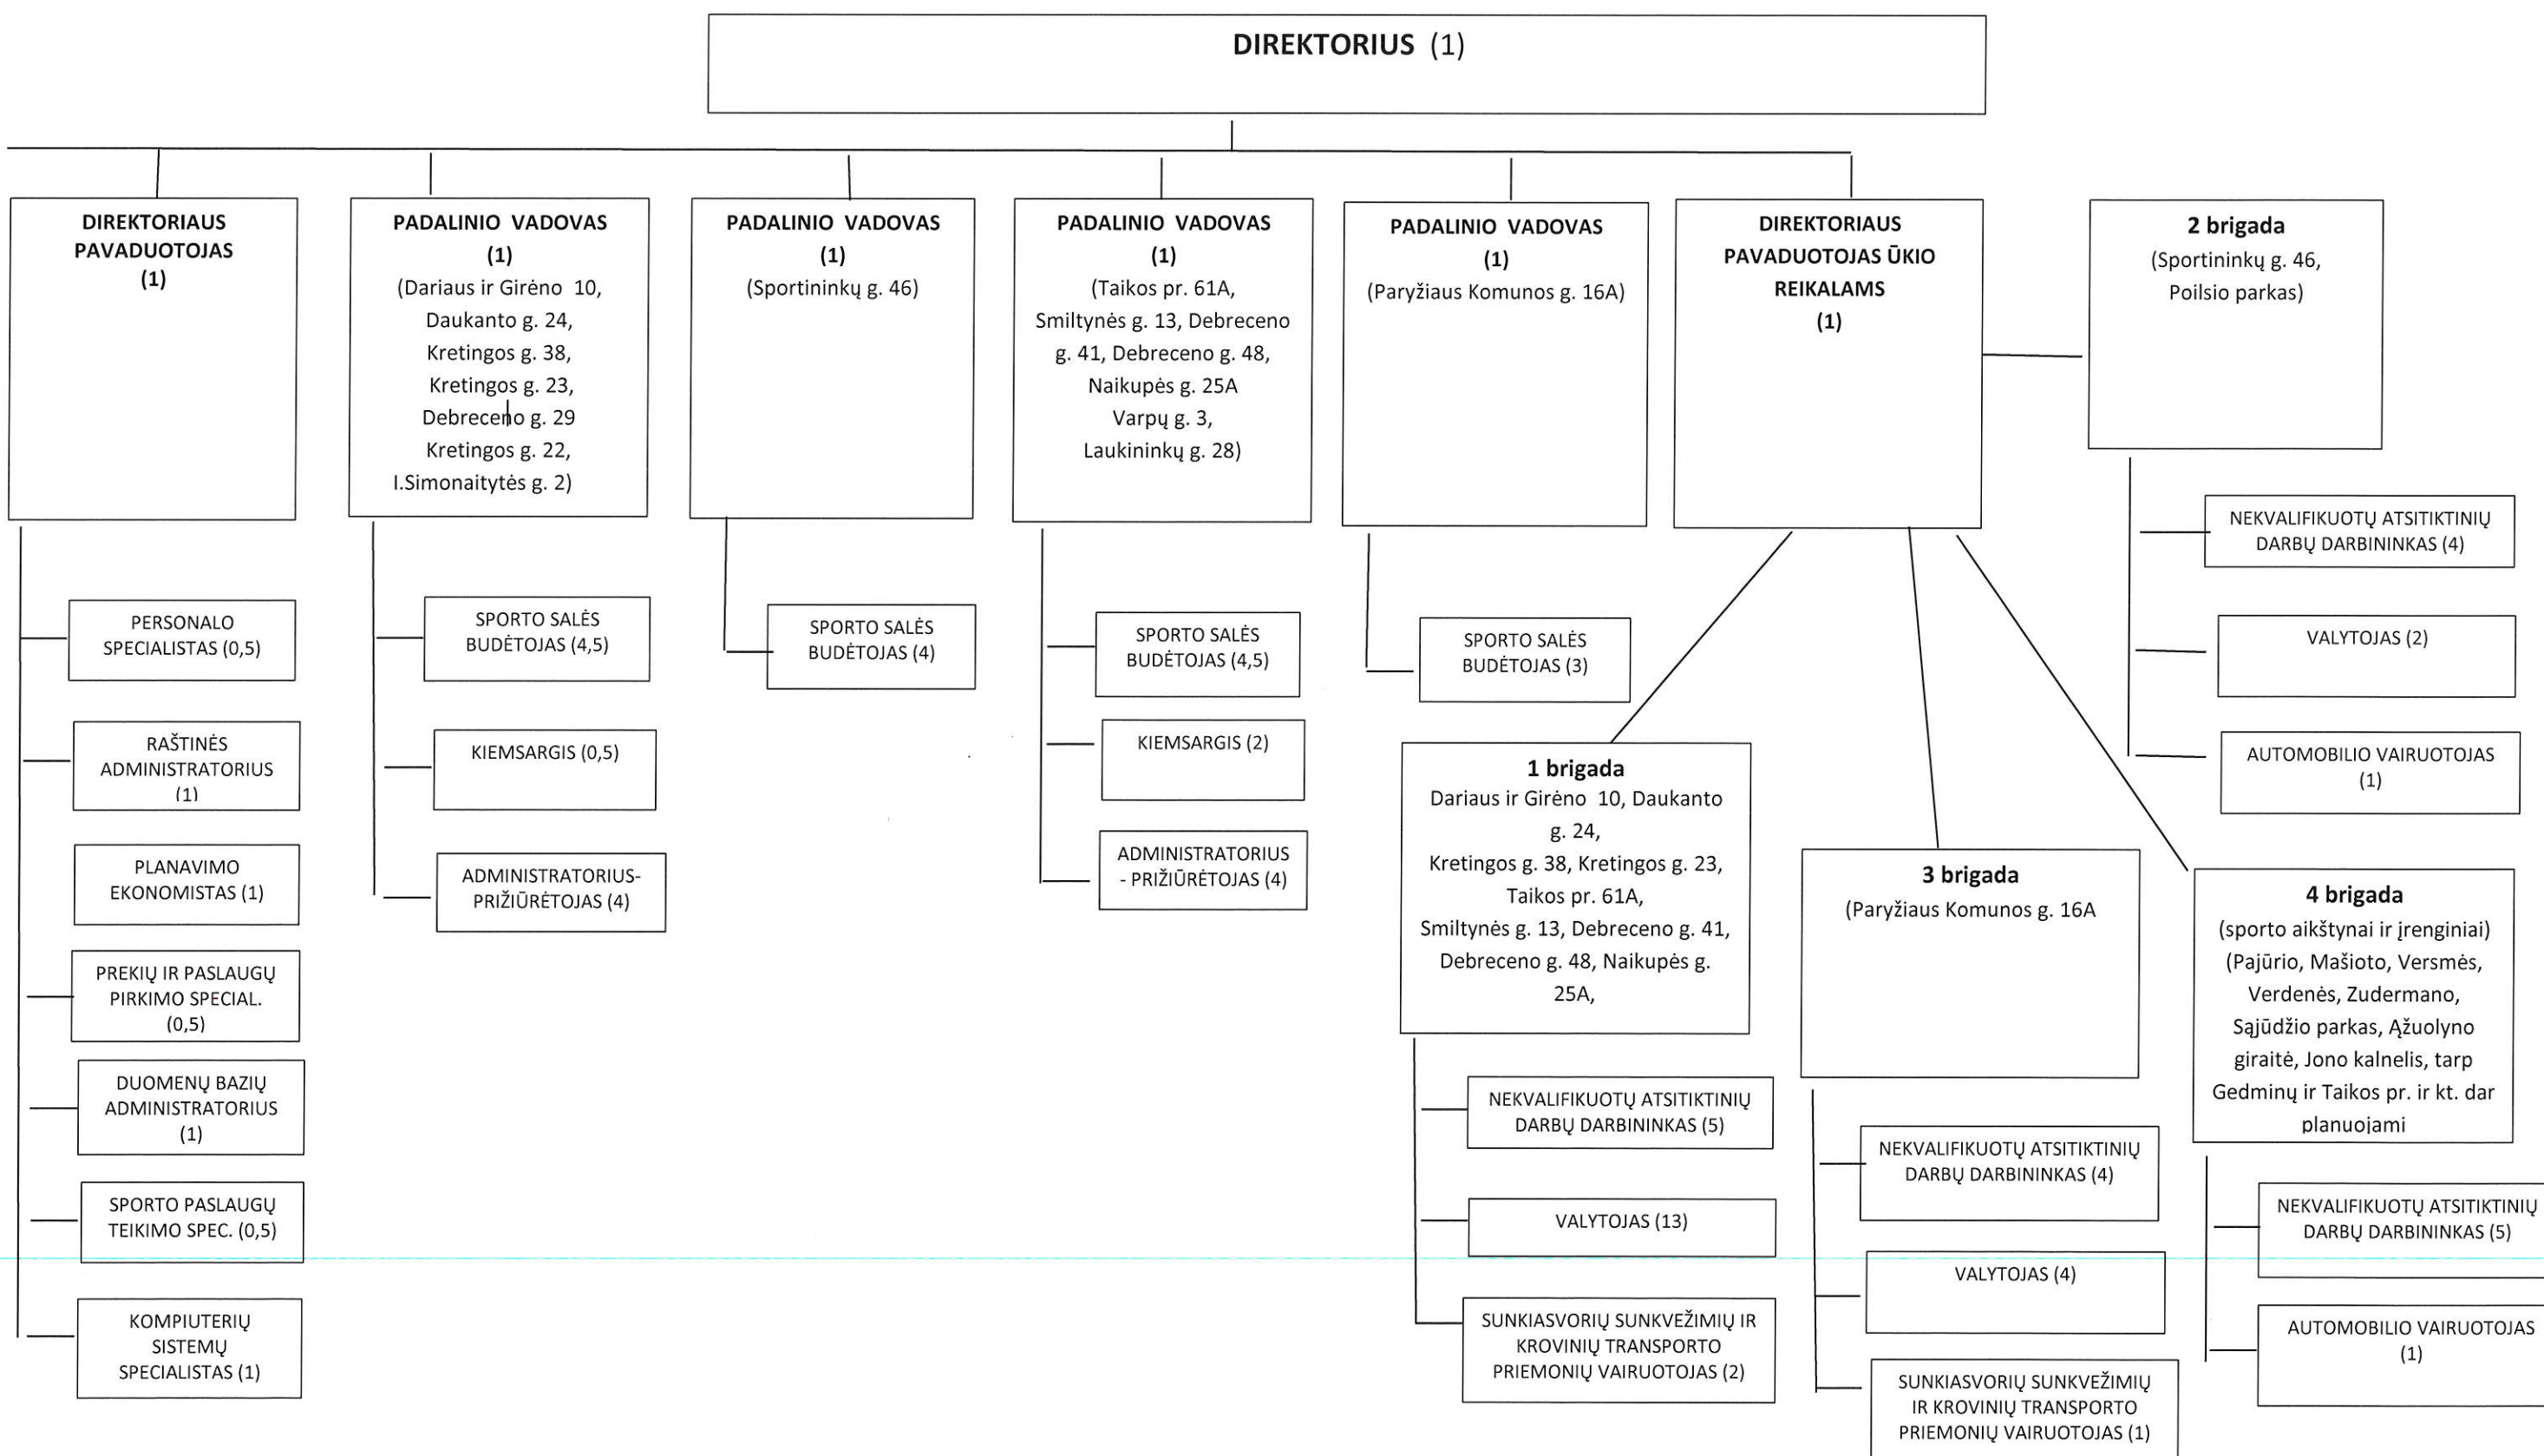 DIREKTORIUS (1)
DIREKTORIAUS
PAVADUOTOJAS
(1)
PERSONALO
SPECIALISTAS (0,5)
RAŠTINĖS
ADMINISTRATORIUS
(1)
PLANAVIMO
EKONOMISTAS (1)
PREKIŲ IR PASLAUGŲ
PIRKIMO SPECIAL.
(0,5)
DUOMENŲ BAZIŲ
ADMINISTRATORIUS
(1)
SPORTO PASLAUGŲ
TEIKIMO SPEC. (0,5)
KOMPIUTERIŲ
SISTEMŲ
SPECIALISTAS (1)
PADALINIO VADOVAS
(1)
(Dariaus ir Girėno 10,
Daukanto g. 24,
Kretingos g. 38,
Kretingos g. 23,
Debreceno g. 29
Kretingos g. 22,
I.Simonaitytės g. 2)
SPORTO SALĖS
BUDĖTOJAS (4,5)
KIEMSARGIS (0,5)
ADMINISTRATORIUS-
PRIŽIŪRĖTOJAS (4)
PADALINIO VADOVAS
(1)
(Sportininkų g. 46)
SPORTO SALĖS
BUDĖTOJAS (4)
PADALINIO VADOVAS
(1)
(Taikos pr. 61A,
Smiltynės g. 13, Debreceno
g. 41, Debreceno g. 48,
Naikupės g. 25A
Varpų g. 3,
Laukininkų g. 28)
SPORTO SALĖS
BUDĖTOJAS (4,5)
KIEMSARGIS (2)
ADMINISTRATORIUS
- PRIŽIŪRĖTOJAS (4)
PADALINIO VADOVAS
(1)
(Paryžiaus Komunos g. 16A)
SPORTO SALĖS
BUDĖTOJAS (3)
DIREKTORIAUS
PAVADUOTOJAS ŪKIO
REIKALAMS
(1)
1 brigada
Dariaus ir Girėno 10, Daukanto
g. 24,
Kretingos g. 38, Kretingos g. 23,
Taikos pr. 61A,
Smiltynės g. 13, Debreceno g. 41,
Debreceno g. 48, Naikupės g.
25A,
NEKVALIFIKUOTŲ ATSITIKTINIŲ
DARBŲ DARBININKAS (5)
VALYTOJAS (13)
SUNKIASVORIŲ SUNKVEŽIMIŲ IR
KROVINIŲ TRANSPORTO
PRIEMONIŲ VAIRUOTOJAS (2)
2 brigada
(Sportininkų g. 46,
Poilsio parkas)
NEKVALIFIKUOTŲ ATSITIKTINIŲ
DARBŲ DARBININKAS (4)
VALYTOJAS (2)
AUTOMOBILIO VAIRUOTOJAS
(1)
3 brigada
(Paryžiaus Komunos g. 16A
NEKVALIFIKUOTŲ ATSITIKTINIŲ
DARBŲ DARBININKAS (4)
VALYTOJAS (4)
SUNKIASVORIŲ SUNKVEŽIMIŲ
IR KROVINIŲ TRANSPORTO
PRIEMONIŲ VAIRUOTOJAS (1)
4 brigada
(sporto aikštynai ir įrenginiai)
(Pajūrio, Mašioto, Versmės,
Verdenės, Zudermano,
Sąjūdžio parkas, Ąžuolyno
giraitė, Jono kalnelis, tarp
Gedminų ir Taikos pr. ir kt. dar
planuojami
NEKVALIFIKUOTŲ ATSITIKTINIŲ
DARBŲ DARBININKAS (5)
AUTOMOBILIO VAIRUOTOJAS
(1)